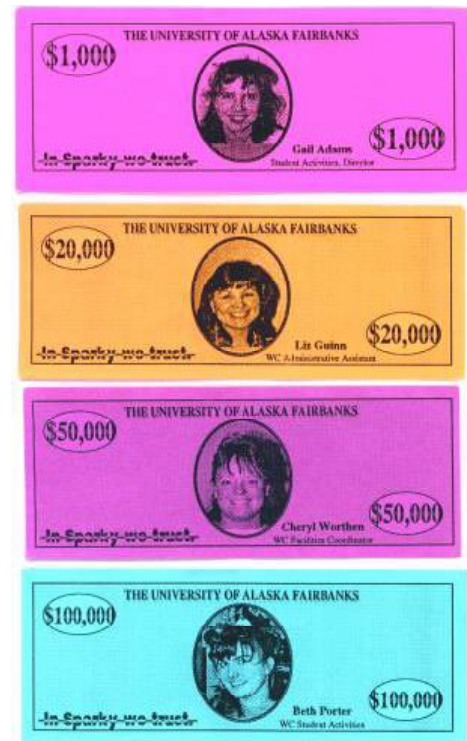 THE UNIVERSITY OF ALASKA FAIRBANKS
$1,000
Gail Adams
$1,000
Student Activities, Director
In Sparky we trust.
THE UNIVERSITY OF ALASKA FAIRBANKS
$20,000
Liz Guinn
$20,000
WC Administrative Assistant
In Sparky we trust.
THE UNIVERSITY OF ALASKA FAIRBANKS
$50,000
Cheryl Worthen
$50,000
WC Facilities Coordinator
In Sparky we trust.
THE UNIVERSITY OF ALASKA FAIRBANKS
$100,000
Beth Porter
$100,000
WC Student Activities
In Sparky we trust.